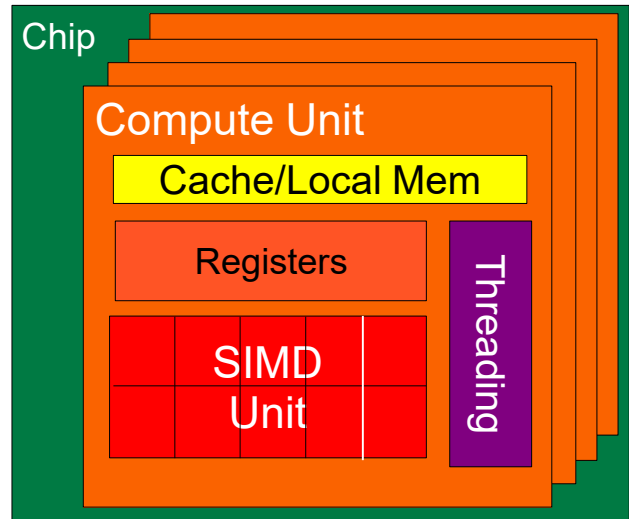 Chip
Compute Unit
Cache/Local Mem
Registers
Threading
SIMD
Unit